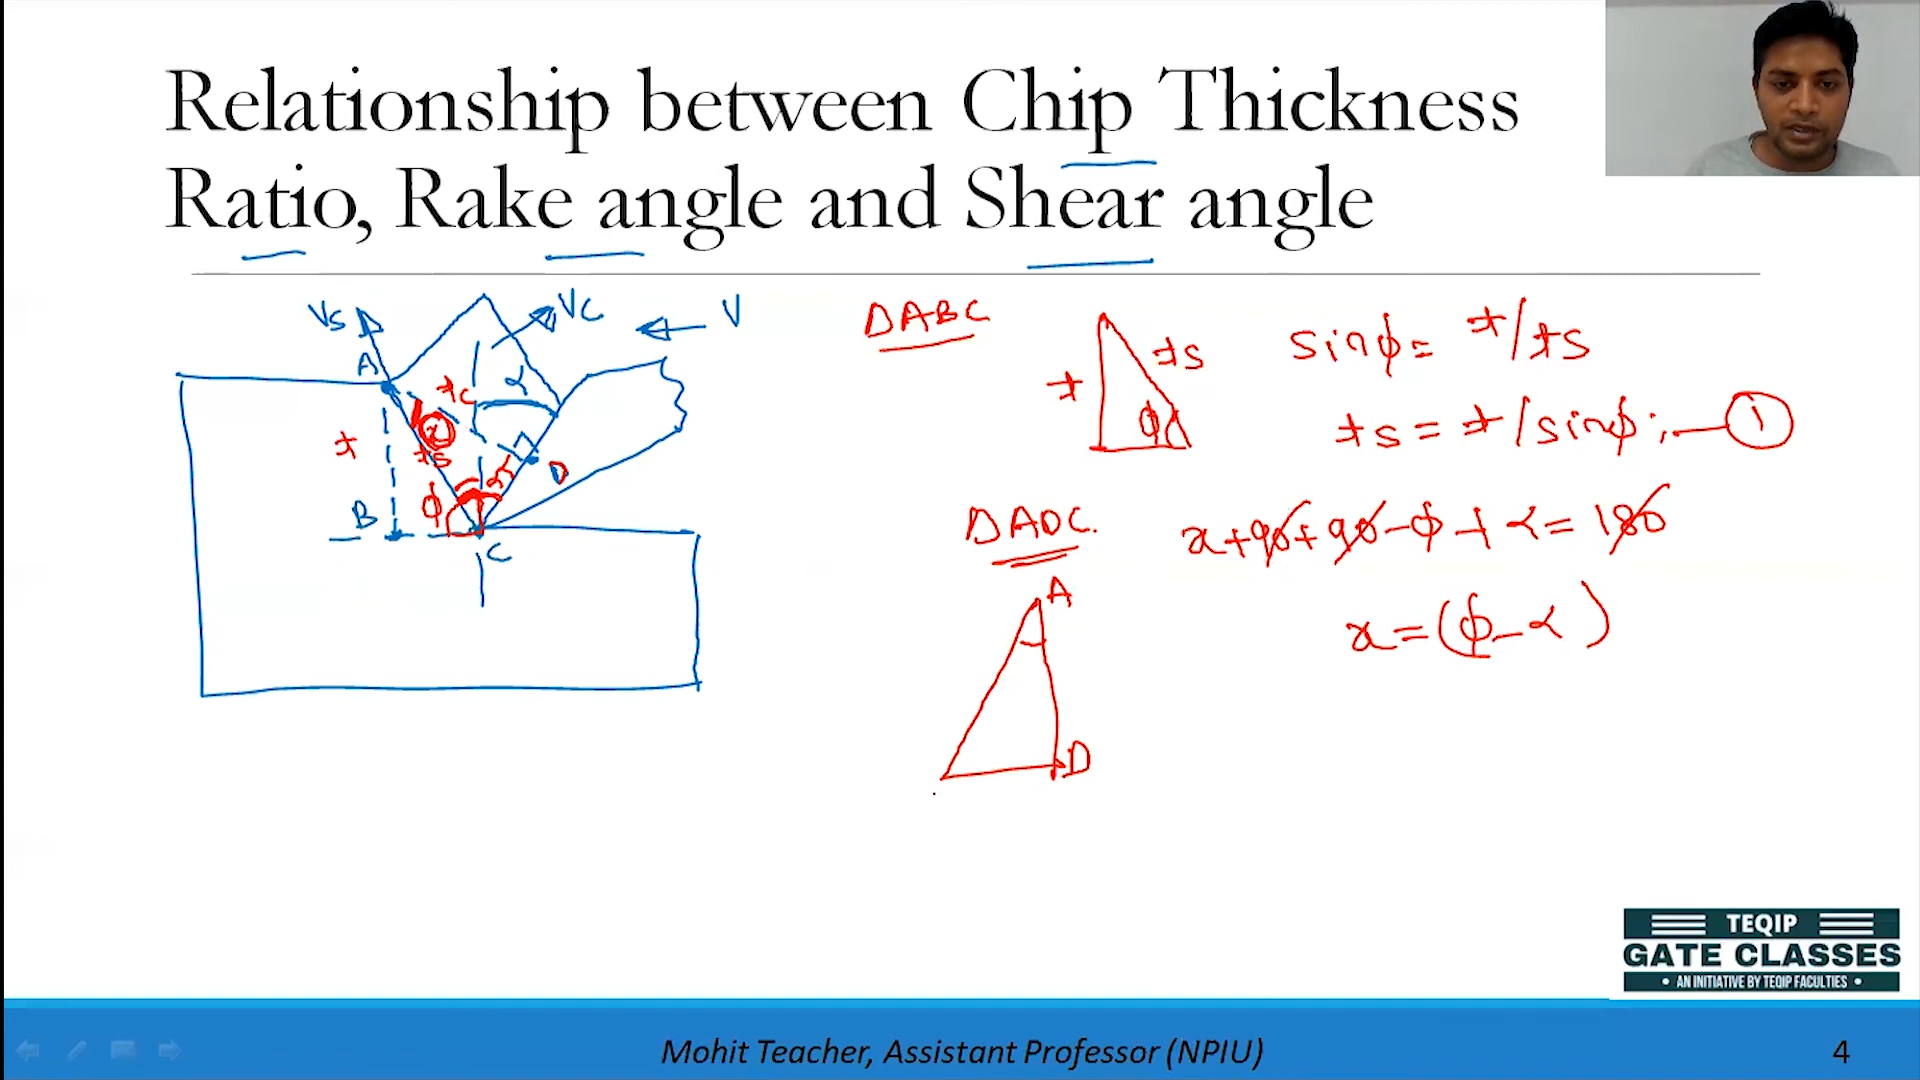 Relationship between Chip Thickness
Ratio, Rake angle and Shear angle
Vs
Vc
V
A
tc
α
x
t
ts
α
D
B
ϕ
C
ΔABC
t
ts
ϕ
sinϕ = t/ts
ts = t/sinϕ ; — 1
ΔADC.
x+90+90-ϕ+α = 180
x = (ϕ-α)
A
D
TEQIP
GATE CLASSES
• AN INITIATIVE BY TEQIP FACULTIES •
Mohit Teacher, Assistant Professor (NPIU)
4